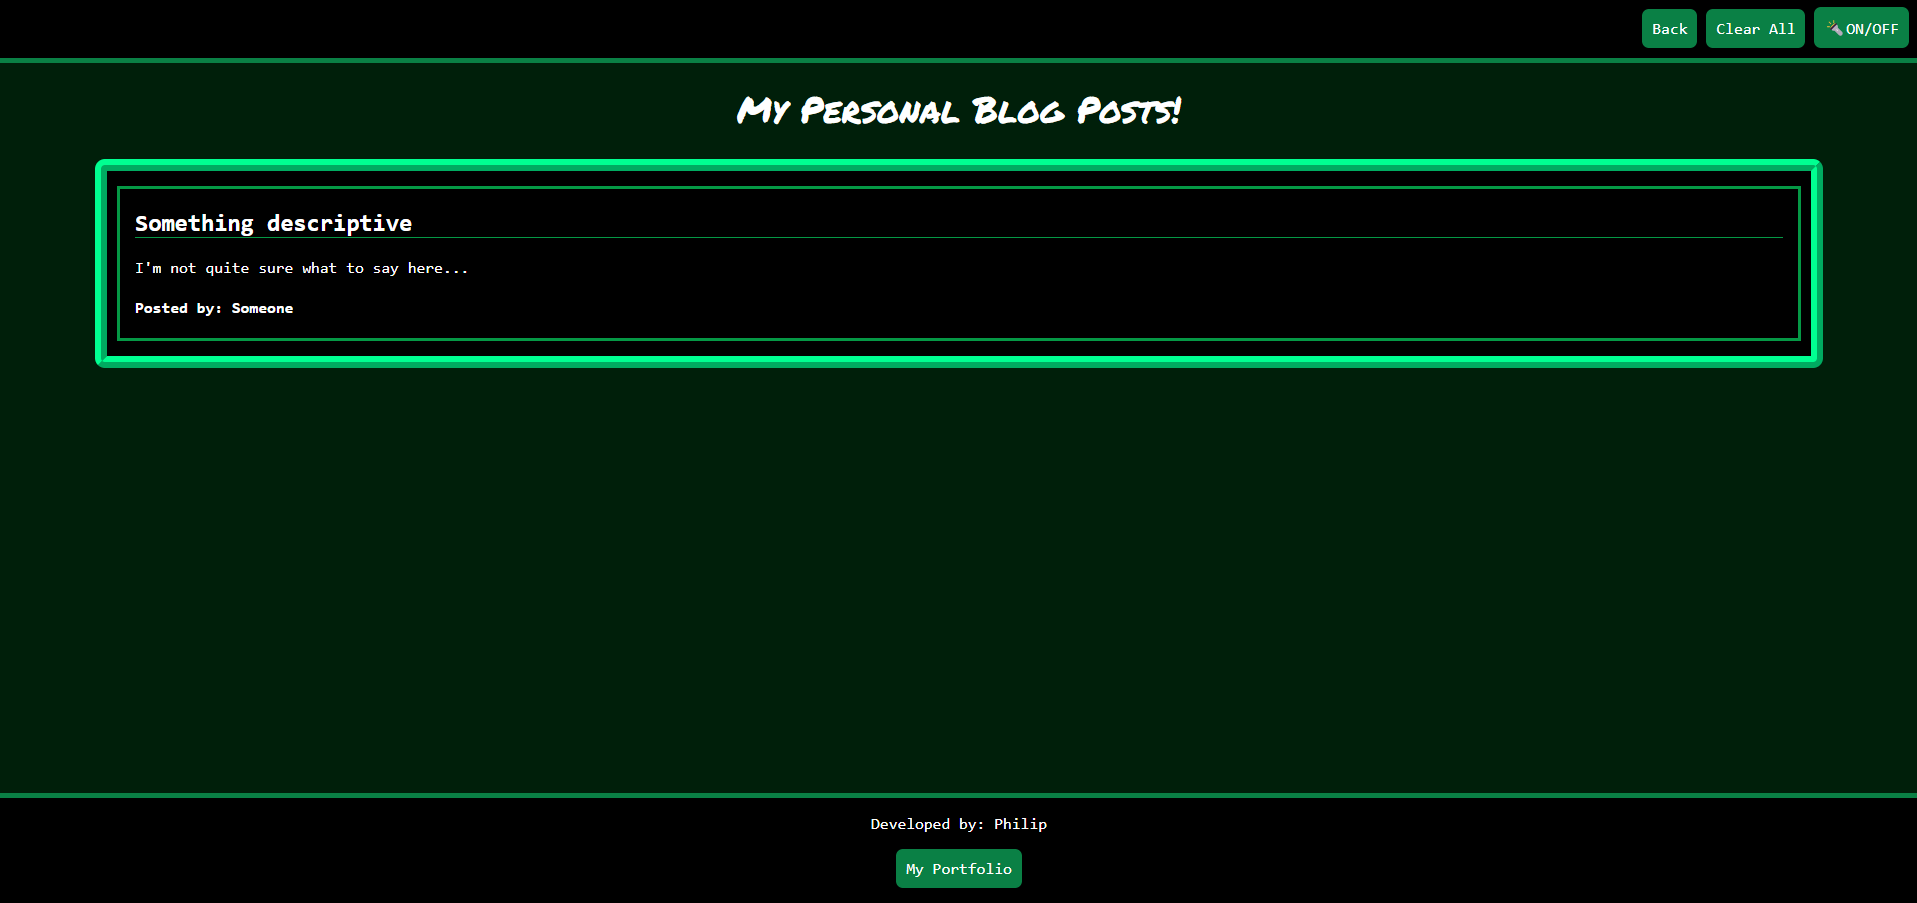 Back Clear All 🔦ON/OFF
My Personal Blog Posts!
Something descriptive
I'm not quite sure what to say here...
Posted by: Someone
Developed by: Philip
My Portfolio